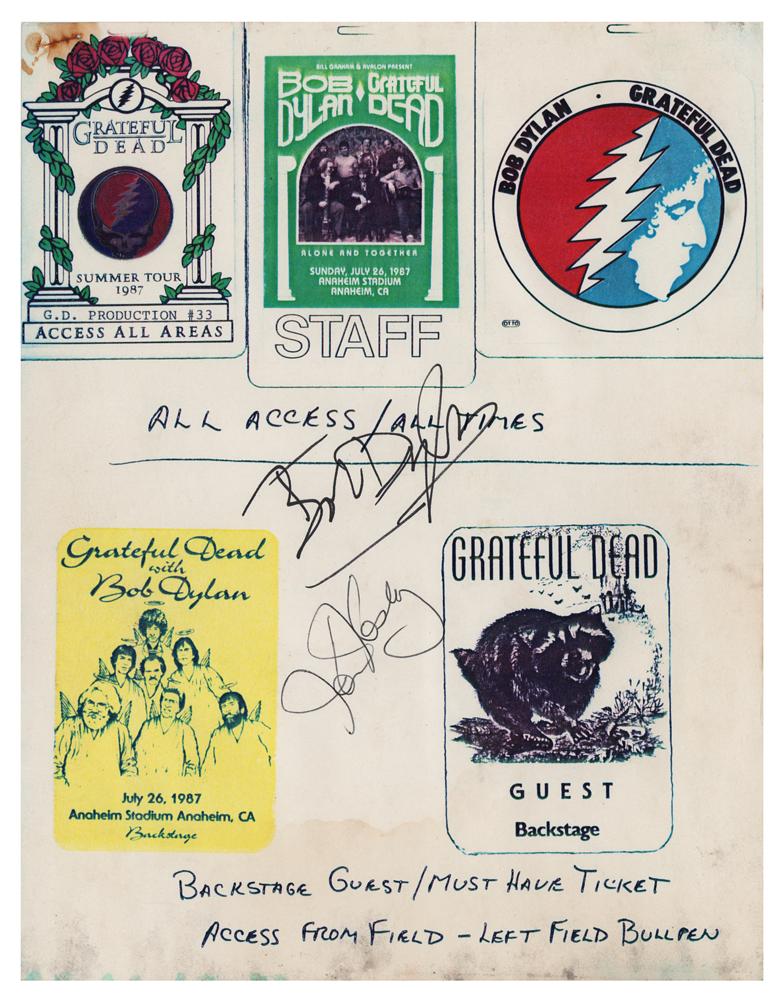 GRATEFUL
DEAD
SUMMER TOUR
1987
G.D. PRODUCTION #33
ACCESS ALL AREAS
BILL GRAHAM & AVALON PRESENT
BOB GRATEFUL
DYLAN DEAD
ALONE AND TOGETHER
SUNDAY, JULY 26, 1987
ANAHEIM STADIUM
ANAHEIM, CA
STAFF
BOB DYLAN · GRATEFUL DEAD
ALL ACCESS / ALL TIMES
Bob Dylan
Grateful Dead
with
Bob Dylan
July 26, 1987
Anaheim Stadium Anaheim, CA
Backstage
GRATEFUL DEAD
GUEST
Backstage
BACKSTAGE GUEST/MUST HAVE TICKET
ACCESS FROM FIELD - LEFT FIELD BULLPEN